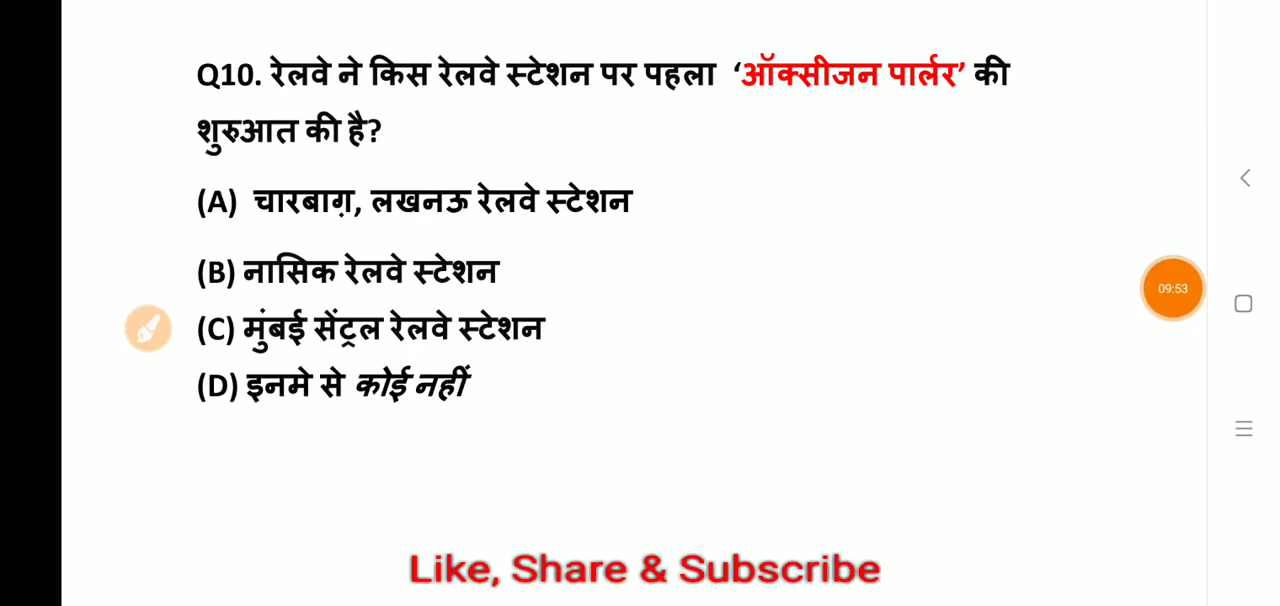 Q10. रेलवे ने किस रेलवे स्टेशन पर पहला ‘ऑक्सीजन पार्लर’ की
शुरुआत की है?
(A) चारबाग़, लखनऊ रेलवे स्टेशन
(B) नासिक रेलवे स्टेशन
09:53
(C) मुंबई सेंट्रल रेलवे स्टेशन
(D) इनमे से कोई नहीं
Like, Share & Subscribe